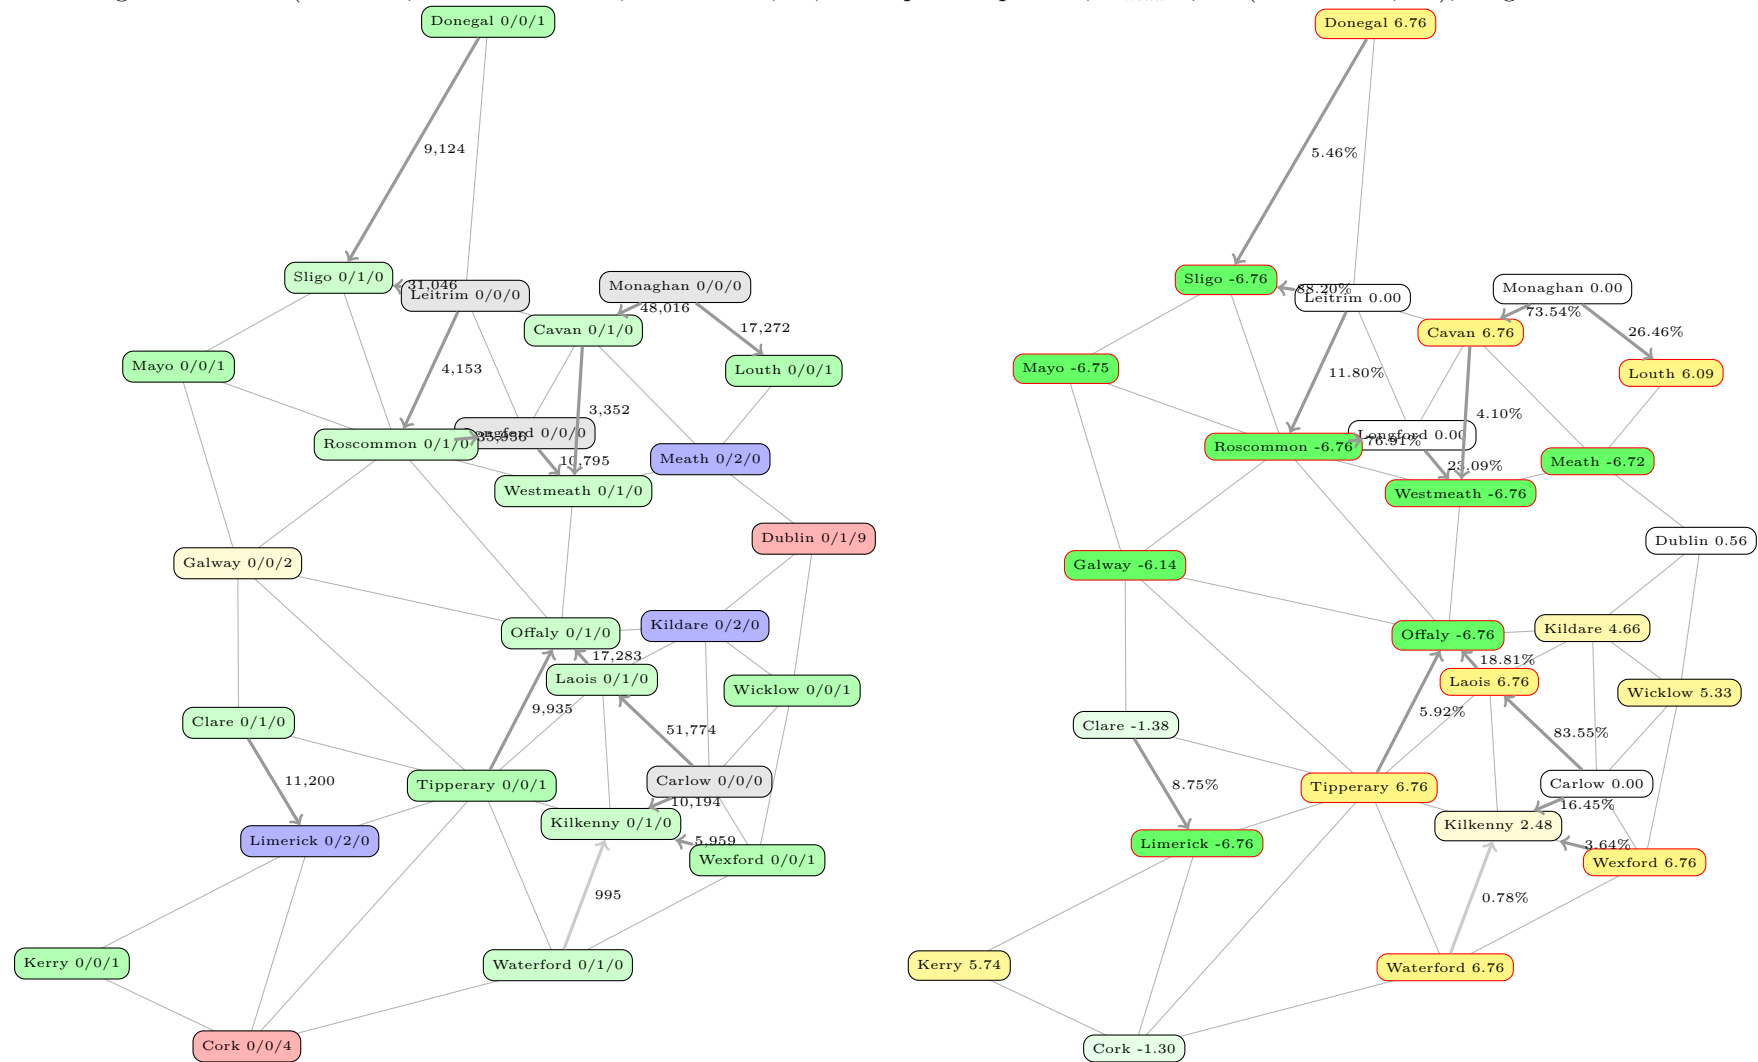 Donegal 0/0/1
9,124
Sligo 0/1/0
31,046
Leitrim 0/0/0
Monaghan 0/0/0
48,016
Cavan 0/1/0
17,272
Mayo 0/0/1
4,153
Louth 0/0/1
3,352
Roscommon 0/1/0
Longford 0/0/0
35,936
10,795
Meath 0/2/0
Westmeath 0/1/0
Dublin 0/1/9
Galway 0/0/2
Offaly 0/1/0
Kildare 0/2/0
17,283
Laois 0/1/0
Wicklow 0/0/1
9,935
Clare 0/1/0
51,774
11,200
Tipperary 0/0/1
Carlow 0/0/0
10,194
Kilkenny 0/1/0
Limerick 0/2/0
5,959
Wexford 0/0/1
995
Kerry 0/0/1
Waterford 0/1/0
Cork 0/0/4
Donegal 6.76
5.46%
Sligo -6.76
88.20%
Leitrim 0.00
Monaghan 0.00
73.54%
Cavan 6.76
26.46%
Mayo -6.75
11.80%
Louth 6.09
4.10%
Roscommon -6.76
Longford 0.00
76.91%
23.09%
Meath -6.72
Westmeath -6.76
Dublin 0.56
Galway -6.14
Offaly -6.76
Kildare 4.66
18.81%
Laois 6.76
Wicklow 5.33
5.92%
Clare -1.38
83.55%
8.75%
Tipperary 6.76
Carlow 0.00
16.45%
Kilkenny 2.48
Limerick -6.76
3.64%
Wexford 6.76
0.78%
Kerry 5.74
Waterford 6.76
Cork -1.30